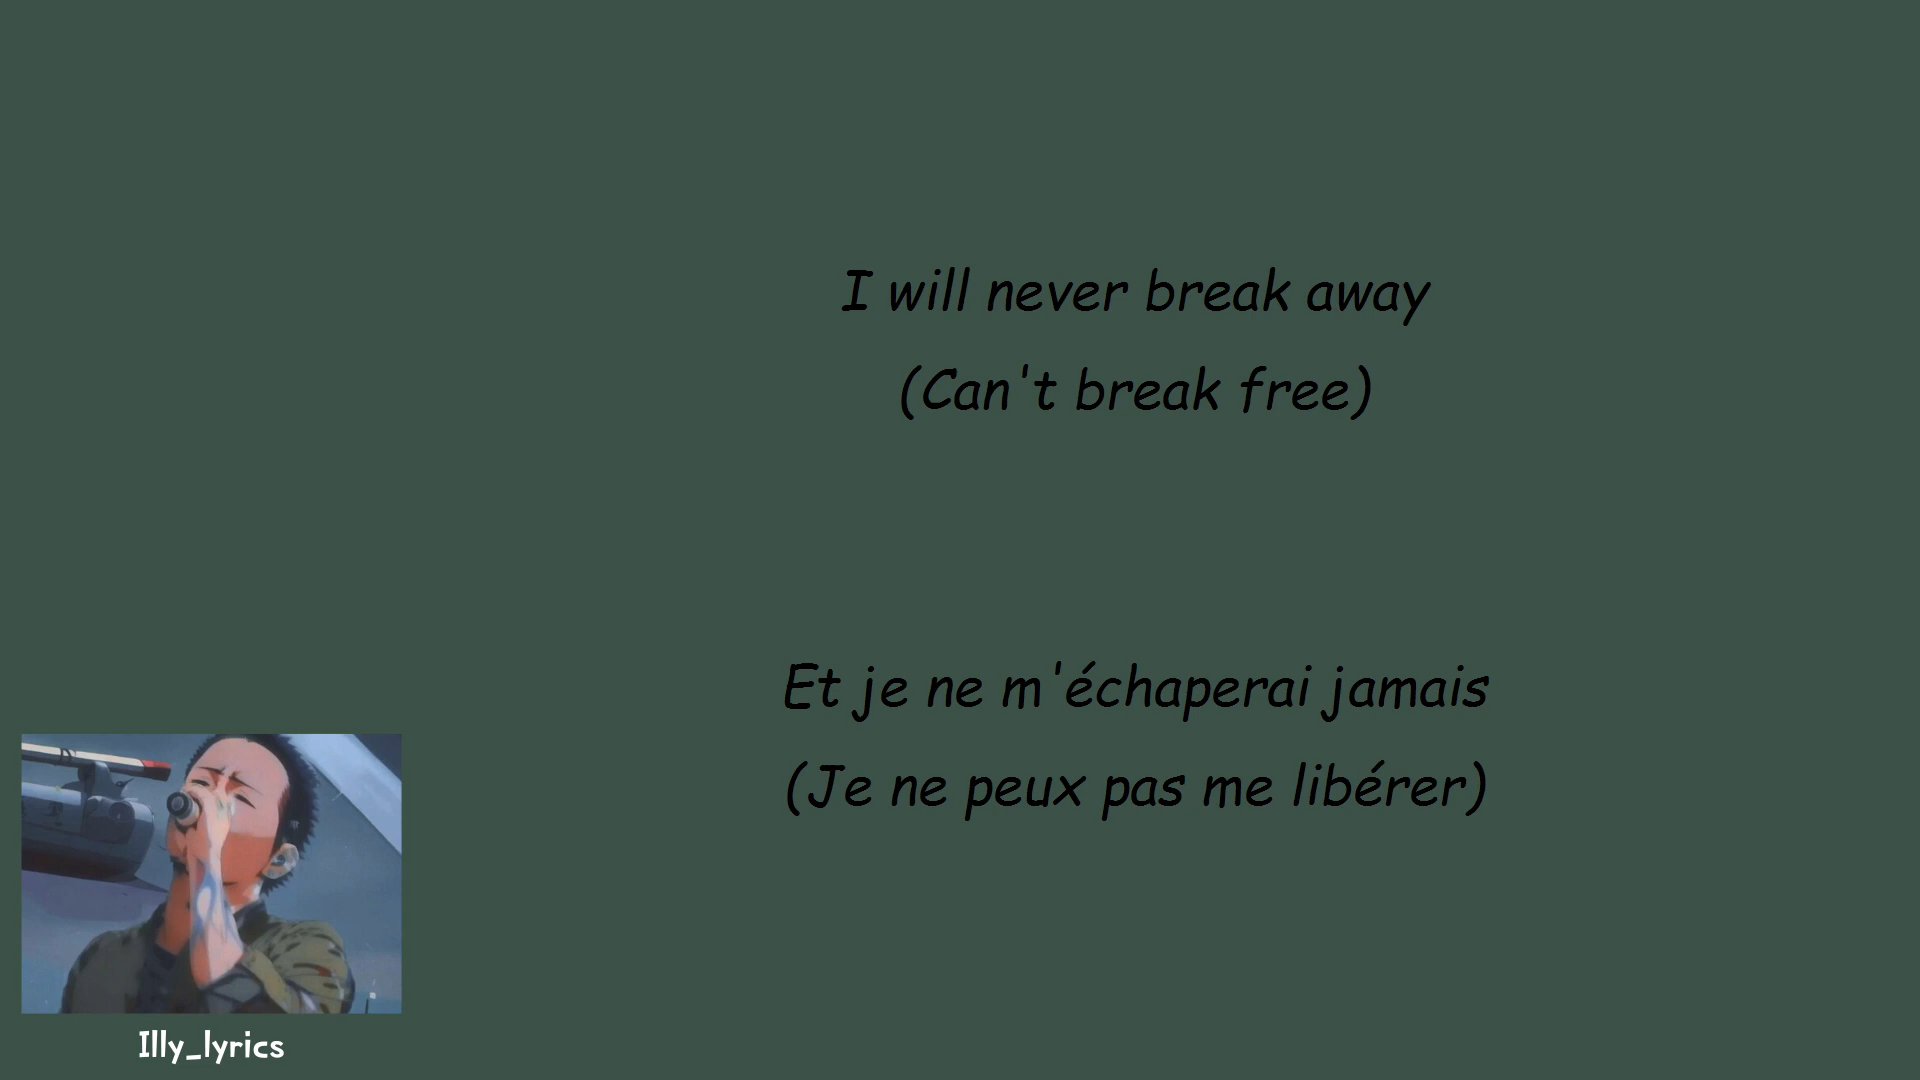 I will never break away
(Can't break free)
Et je ne m'échaperai jamais
(Je ne peux pas me libérer)
Illy_lyrics